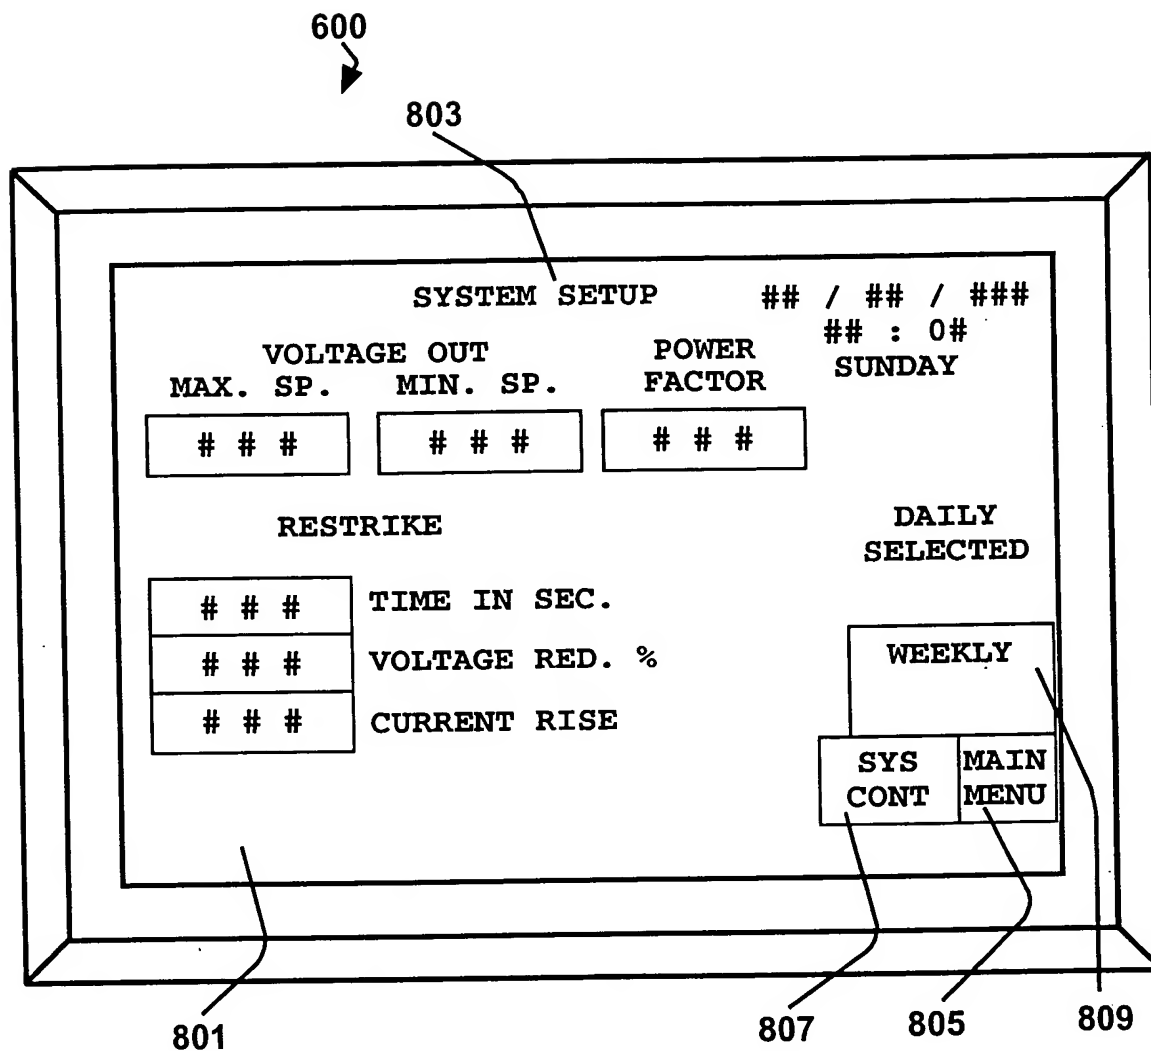 600
803
SYSTEM SETUP
## / ## / ###
## : 0#
SUNDAY
VOLTAGE OUT
MAX. SP.
MIN. SP.
POWER
FACTOR
# # #
# # #
# # #
RESTRIKE
DAILY
SELECTED
# # # TIME IN SEC.
# # # VOLTAGE RED. %
# # # CURRENT RISE
WEEKLY
SYS
CONT
MAIN
MENU
801
807
805
809